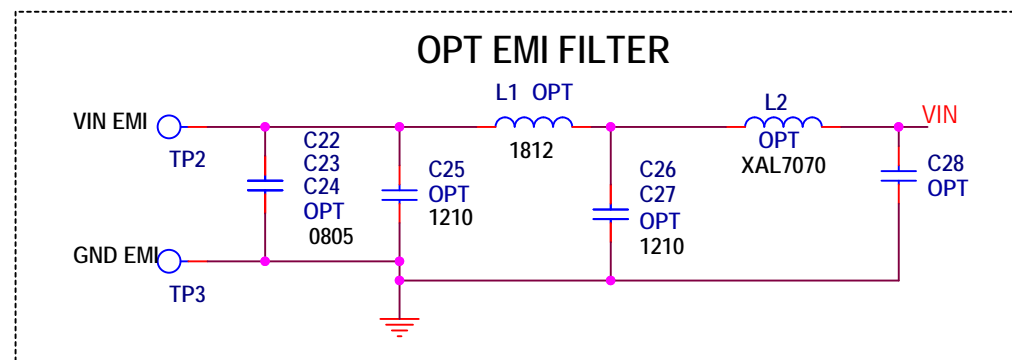 OPT EMI FILTER
L1 OPT
L2
VIN EMI
C22
OPT
VIN
TP2
C23
C24
OPT
0805
C25
OPT
1210
1812
C26
C27
OPT
1210
XAL7070
C28
OPT
GND EMI
TP3